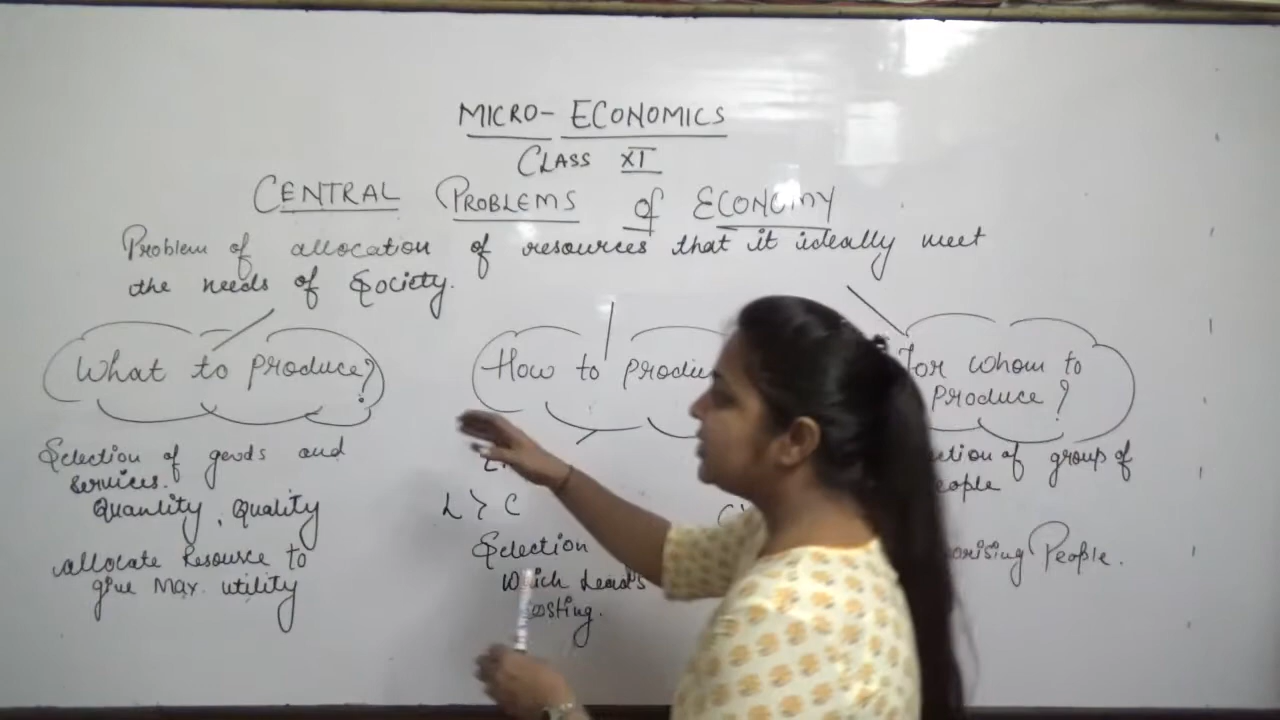 MICRO-ECONOMICS
CLASS XI
CENTRAL PROBLEMS of ECONOMY
Problem of allocation of resources that it ideally meet
the needs of Society.
What to produce?
Selection of goods and
services.
Quantity, Quality
allocate Resource to
give Max. utility
How to
L > C
Selection
Which Leads
costing.
for whom to
Produce?
of group of
People.